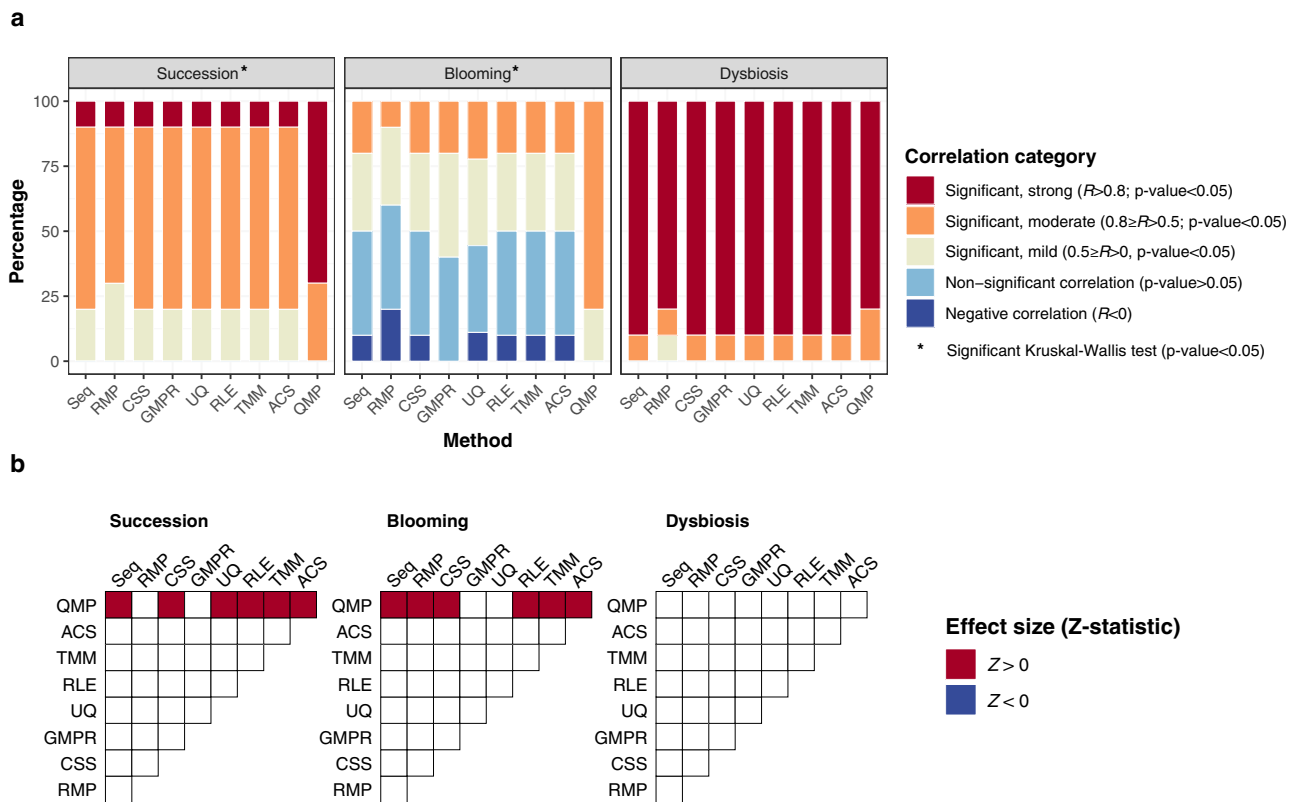 a
Succession*
Blooming*
Dysbiosis
100
75
50
25
0
Percentage
Seq RMP CSS GMPR UQ RLE TMM ACS QMP
Seq RMP CSS GMPR UQ RLE TMM ACS QMP
Seq RMP CSS GMPR UQ RLE TMM ACS QMP
Method
Correlation category
Significant, strong (R>0.8; p-value<0.05)
Significant, moderate (0.8≥R>0.5; p-value<0.05)
Significant, mild (0.5≥R>0, p-value<0.05)
Non−significant correlation (p-value>0.05)
Negative correlation (R<0)
* Significant Kruskal-Wallis test (p-value<0.05)
b
Succession
Seq RMP CSS GMPR UQ RLE TMM ACS
QMP
ACS
TMM
RLE
UQ
GMPR
CSS
RMP
Blooming
Seq RMP CSS GMPR UQ RLE TMM ACS
QMP
ACS
TMM
RLE
UQ
GMPR
CSS
RMP
Dysbiosis
Seq RMP CSS GMPR UQ RLE TMM ACS
QMP
ACS
TMM
RLE
UQ
GMPR
CSS
RMP
Effect size (Z-statistic)
Z > 0
Z < 0